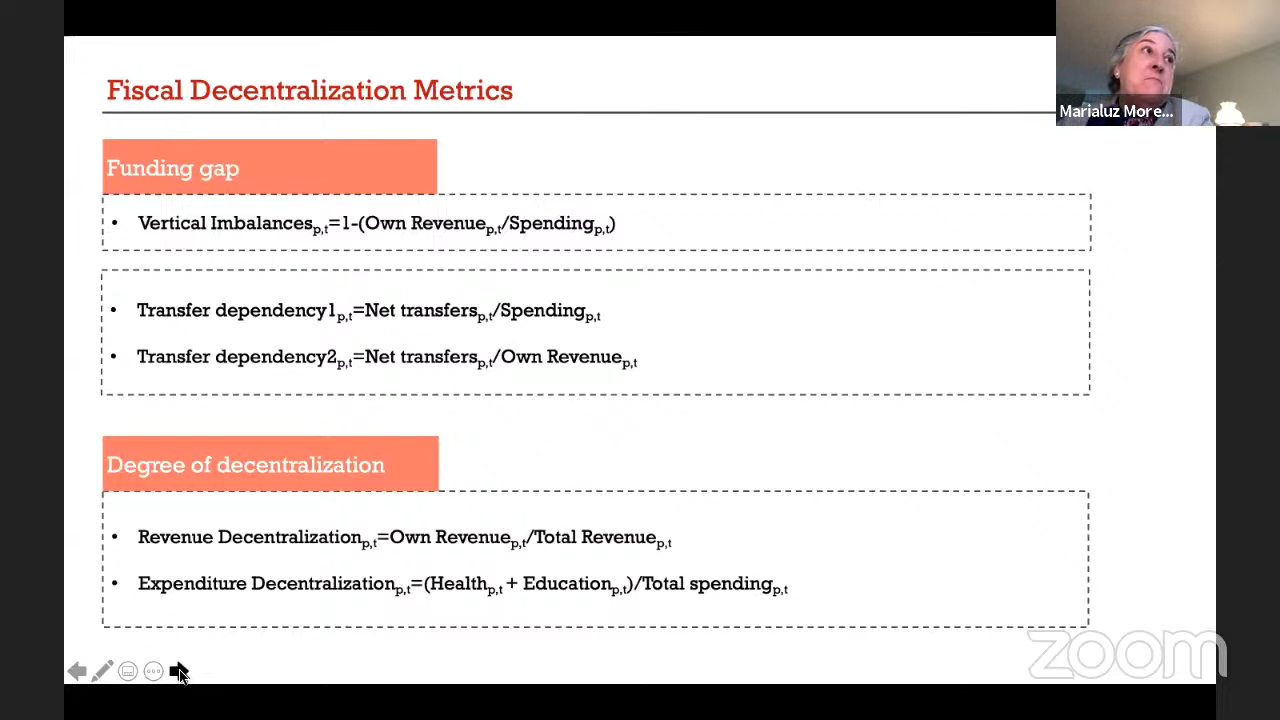 Fiscal Decentralization Metrics
Marialuz More...
Funding gap
• Vertical Imbalancesp,t=1-(Own Revenuep,t/Spendingp,t)
• Transfer dependency1p,t=Net transfersp,t/Spendingp,t
• Transfer dependency2p,t=Net transfersp,t/Own Revenuep,t
Degree of decentralization
• Revenue Decentralizationp,t=Own Revenuep,t/Total Revenuep,t
• Expenditure Decentralizationp,t=(Healthp,t + Educationp,t)/Total spendingp,t
zoom